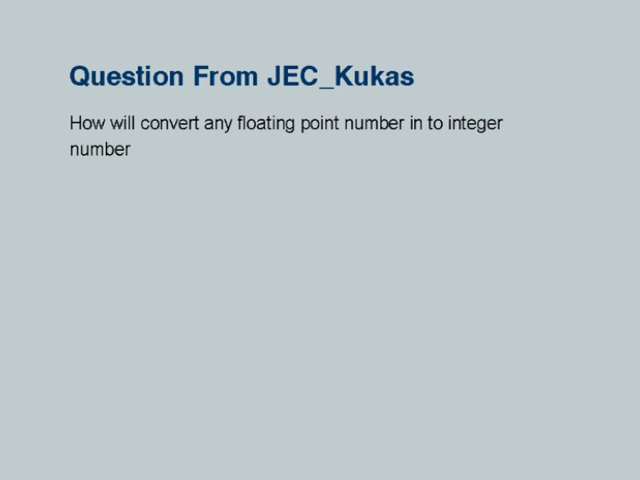 Question From JEC_Kukas
How will convert any floating point number in to integer
number